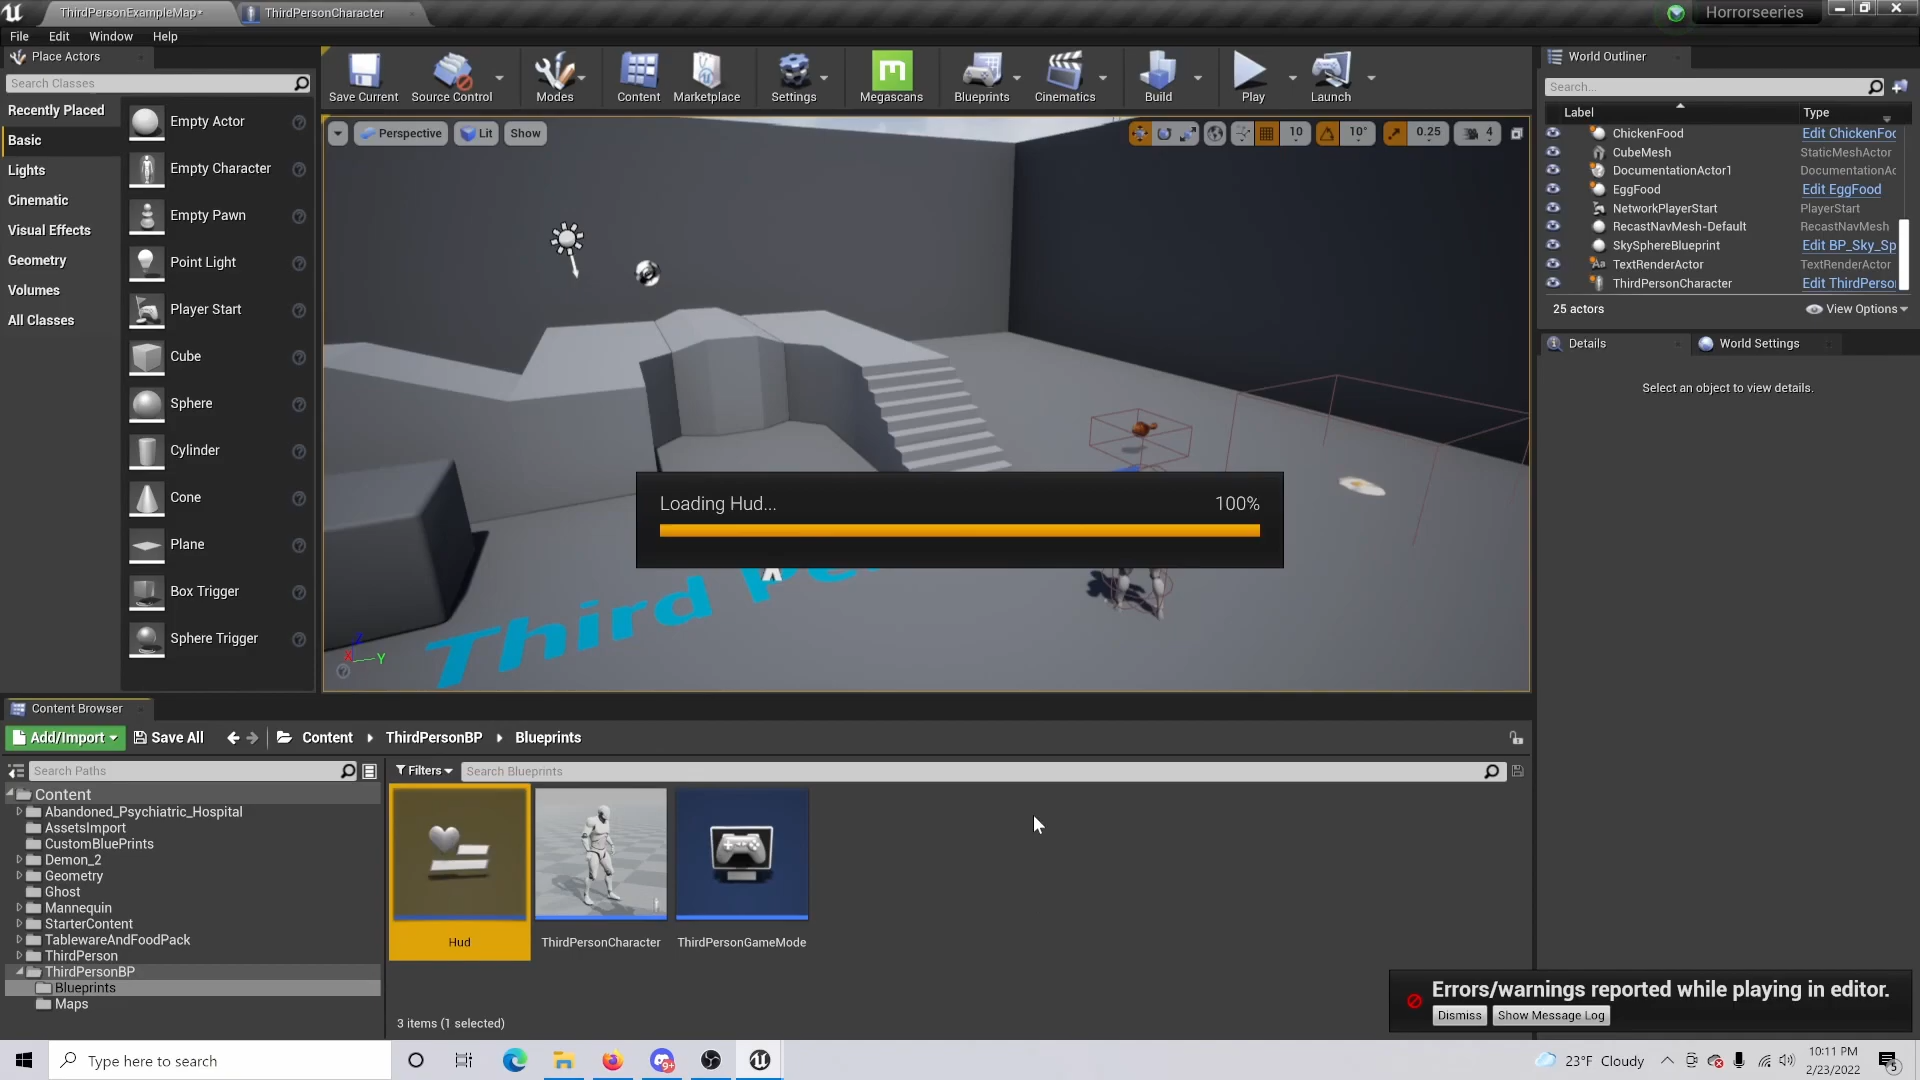 ThirdPersonExampleMap*
ThirdPersonCharacter
Horrorseeries
File Edit Window Help
Place Actors
Search Classes
Recently Placed
Basic
Lights
Cinematic
Visual Effects
Geometry
Volumes
All Classes
Empty Actor
Empty Character
Empty Pawn
Point Light
Player Start
Cube
Sphere
Cylinder
Cone
Plane
Box Trigger
Sphere Trigger
Save Current Source Control Modes Content Marketplace Settings Megascans Blueprints Cinematics Build Play Launch
Perspective Lit Show
10 10° 0.25 4
Loading Hud... 100%
Third Pe
Z
X
Y
World Outliner
Search...
Label Type
ChickenFood Edit ChickenFoo
CubeMesh StaticMeshActor
DocumentationActor1 DocumentationAc
EggFood Edit EggFood
NetworkPlayerStart PlayerStart
RecastNavMesh-Default RecastNavMesh
SkySphereBlueprint Edit BP_Sky_Sp
TextRenderActor TextRenderActor
ThirdPersonCharacter Edit ThirdPerso
25 actors View Options
Details World Settings
Select an object to view details.
Content Browser
Add/Import Save All Content ThirdPersonBP Blueprints
Search Paths
Filters Search Blueprints
Content
Abandoned_Psychiatric_Hospital
AssetsImport
CustomBluePrints
Demon_2
Geometry
Ghost
Mannequin
StarterContent
TablewareAndFoodPack
ThirdPerson
ThirdPersonBP
Blueprints
Maps
Hud ThirdPersonCharacter ThirdPersonGameMode
3 items (1 selected)
Errors/warnings reported while playing in editor.
Dismiss Show Message Log
Type here to search
9+
23°F Cloudy
10:11 PM
2/23/2022
5